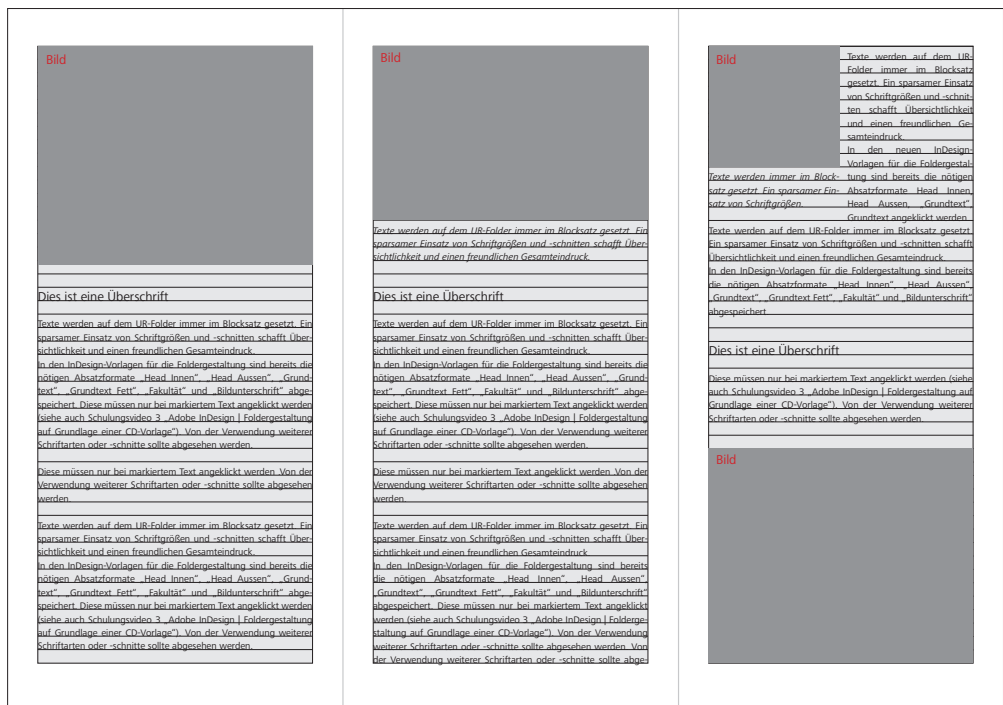 Bild
Dies ist eine Überschrift
Texte werden auf dem UR-Folder immer im Blocksatz gesetzt. Ein
sparsamer Einsatz von Schriftgrößen und -schnitten schafft Über-
sichtlichkeit und einen freundlichen Gesamteindruck.
In den InDesign-Vorlagen für die Foldergestaltung sind bereits die
nötigen Absatzformate „Head Innen“, „Head Aussen“, „Grund-
text“, „Grundtext Fett“, „Fakultät“ und „Bildunterschrift“ abge-
speichert. Diese müssen nur bei markiertem Text angeklickt werden
(siehe auch Schulungsvideo 3 „Adobe InDesign | Foldergestaltung
auf Grundlage einer CD-Vorlage“). Von der Verwendung weiterer
Schriftarten oder -schnitte sollte abgesehen werden.
Diese müssen nur bei markiertem Text angeklickt werden .Von der
Verwendung weiterer Schriftarten oder -schnitte sollte abgesehen
werden.
Texte werden auf dem UR-Folder immer im Blocksatz gesetzt. Ein
sparsamer Einsatz von Schriftgrößen und -schnitten schafft Über-
sichtlichkeit und einen freundlichen Gesamteindruck.
In den InDesign-Vorlagen für die Foldergestaltung sind bereits die
nötigen Absatzformate „Head Innen“, „Head Aussen“, „Grund-
text“, „Grundtext Fett“, „Fakultät“ und „Bildunterschrift“ abge-
speichert. Diese müssen nur bei markiertem Text angeklickt werden
(siehe auch Schulungsvideo 3 „Adobe InDesign | Foldergestaltung
auf Grundlage einer CD-Vorlage“). Von der Verwendung weiterer
Schriftarten oder -schnitte sollte abgesehen werden.
Bild
Texte werden auf dem UR-Folder immer im Blocksatz gesetzt. Ein
sparsamer Einsatz von Schriftgrößen und -schnitten schafft Über-
sichtlichkeit und einen freundlichen Gesamteindruck.
Dies ist eine Überschrift
Texte werden auf dem UR-Folder immer im Blocksatz gesetzt. Ein
sparsamer Einsatz von Schriftgrößen und -schnitten schafft Über-
sichtlichkeit und einen freundlichen Gesamteindruck.
In den InDesign-Vorlagen für die Foldergestaltung sind bereits die
nötigen Absatzformate „Head Innen“, „Head Aussen“, „Grund-
text“, „Grundtext Fett“, „Fakultät“ und „Bildunterschrift“ abge-
speichert. Diese müssen nur bei markiertem Text angeklickt werden
(siehe auch Schulungsvideo 3 „Adobe InDesign | Foldergestaltung
auf Grundlage einer CD-Vorlage“). Von der Verwendung weiterer
Schriftarten oder -schnitte sollte abgesehen werden.
Diese müssen nur bei markiertem Text angeklickt werden .Von der
Verwendung weiterer Schriftarten oder -schnitte sollte abgesehen
werden.
Texte werden auf dem UR-Folder immer im Blocksatz gesetzt. Ein
sparsamer Einsatz von Schriftgrößen und -schnitten schafft Über-
sichtlichkeit und einen freundlichen Gesamteindruck.
In den InDesign-Vorlagen für die Foldergestaltung sind bereits
die nötigen Absatzformate „Head Innen“, „Head Aussen“,
„Grundtext“, „Grundtext Fett“, „Fakultät“ und „Bildunterschrift“
abgespeichert. Diese müssen nur bei markiertem Text angeklickt
werden (siehe auch Schulungsvideo 3 „Adobe InDesign | Folderge-
staltung auf Grundlage einer CD-Vorlage“). Von der Verwendung
weiterer Schriftarten oder -schnitte sollte abgesehen werden. Von
der Verwendung weiterer Schriftarten oder -schnitte sollte abge-
Bild
Texte werden immer im Block-
satz gesetzt. Ein sparsamer Ein-
satz von Schriftgrößen.
Texte werden auf dem UR-
Folder immer im Blocksatz
gesetzt. Ein sparsamer Einsatz
von Schriftgrößen und -schnit-
ten schafft Übersichtlichkeit
und einen freundlichen Ge-
samteindruck.
In den neuen InDesign-
Vorlagen für die Foldergestal-
tung sind bereits die nötigen
Absatzformate „Head Innen,
Head Aussen, „Grundtext“,
Grundtext angeklickt werden.
Texte werden auf dem UR-Folder immer im Blocksatz gesetzt.
Ein sparsamer Einsatz von Schriftgrößen und -schnitten schafft
Übersichtlichkeit und einen freundlichen Gesamteindruck.
In den InDesign-Vorlagen für die Foldergestaltung sind bereits
die nötigen Absatzformate „Head Innen“, „Head Aussen“,
„Grundtext“, „Grundtext Fett“, „Fakultät“ und „Bildunterschrift“
abgespeichert.
Dies ist eine Überschrift
Diese müssen nur bei markiertem Text angeklickt werden (siehe
auch Schulungsvideo 3 „Adobe InDesign | Foldergestaltung auf
Grundlage einer CD-Vorlage“). Von der Verwendung weiterer
Schriftarten oder -schnitte sollte abgesehen werden.
Bild